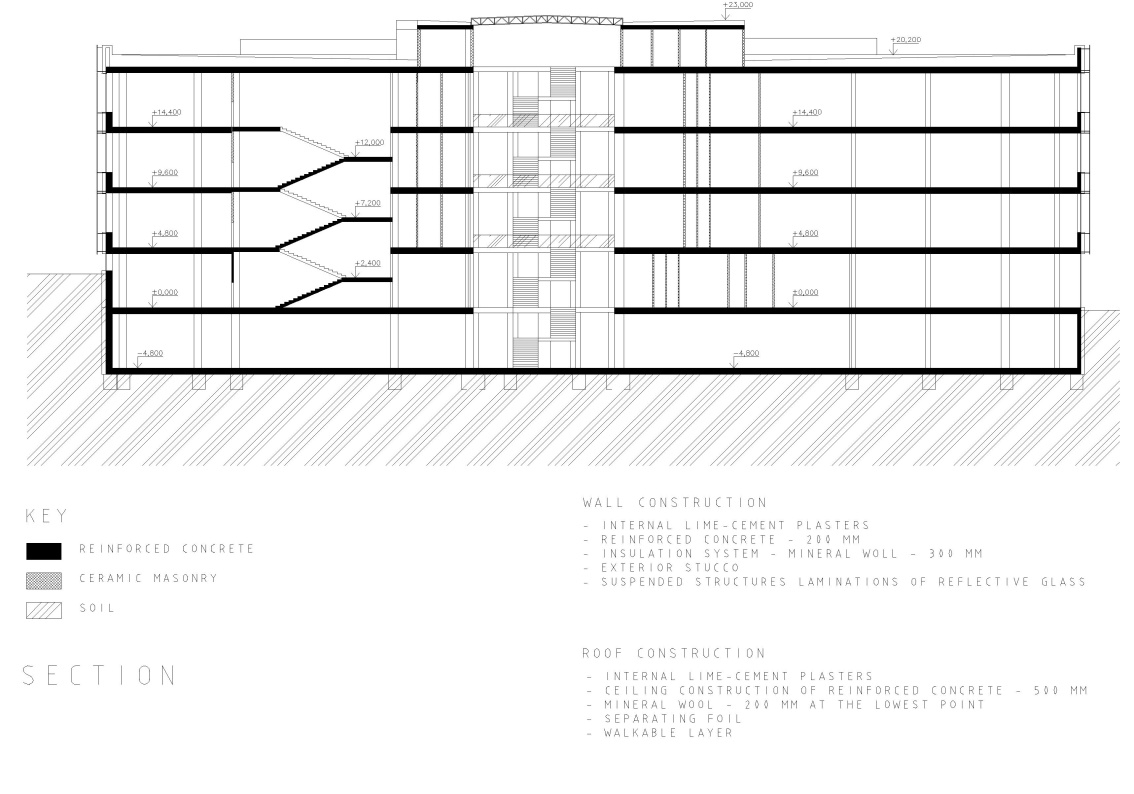 +23,000
+20,200
+14,400
+14,400
+12,000
+9,600
+9,600
+7,200
+4,800
+4,800
+2,400
±0,000
±0,000
-4,800
-4,800
KEY
REINFORCED CONCRETE
CERAMIC MASONRY
SOIL
SECTION
WALL CONSTRUCTION
- INTERNAL LIME-CEMENT PLASTERS
- REINFORCED CONCRETE - 200 MM
- INSULATION SYSTEM - MINERAL WOLL - 300 MM
- EXTERIOR STUCCO
- SUSPENDED STRUCTURES LAMINATIONS OF REFLECTIVE GLASS
ROOF CONSTRUCTION
- INTERNAL LIME-CEMENT PLASTERS
- CEILING CONSTRUCTION OF REINFORCED CONCRETE - 500 MM
- MINERAL WOOL - 200 MM AT THE LOWEST POINT
- SEPARATING FOIL
- WALKABLE LAYER